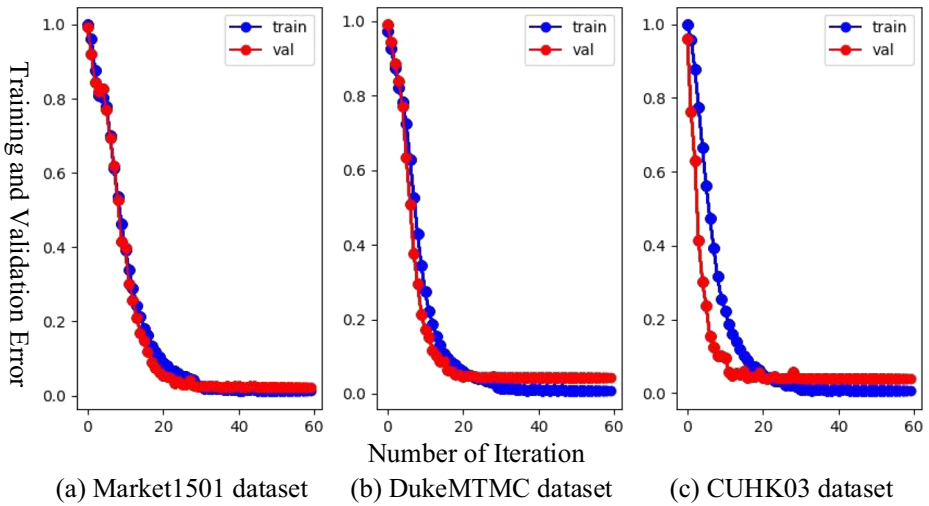 Training and Validation Error
1.0
0.8
0.6
0.4
0.2
0.0
0 20 40 60
train
val
1.0
0.8
0.6
0.4
0.2
0.0
0 20 40 60
train
val
1.0
0.8
0.6
0.4
0.2
0.0
0 20 40 60
train
val
Number of Iteration
(a) Market1501 dataset
(b) DukeMTMC dataset
(c) CUHK03 dataset